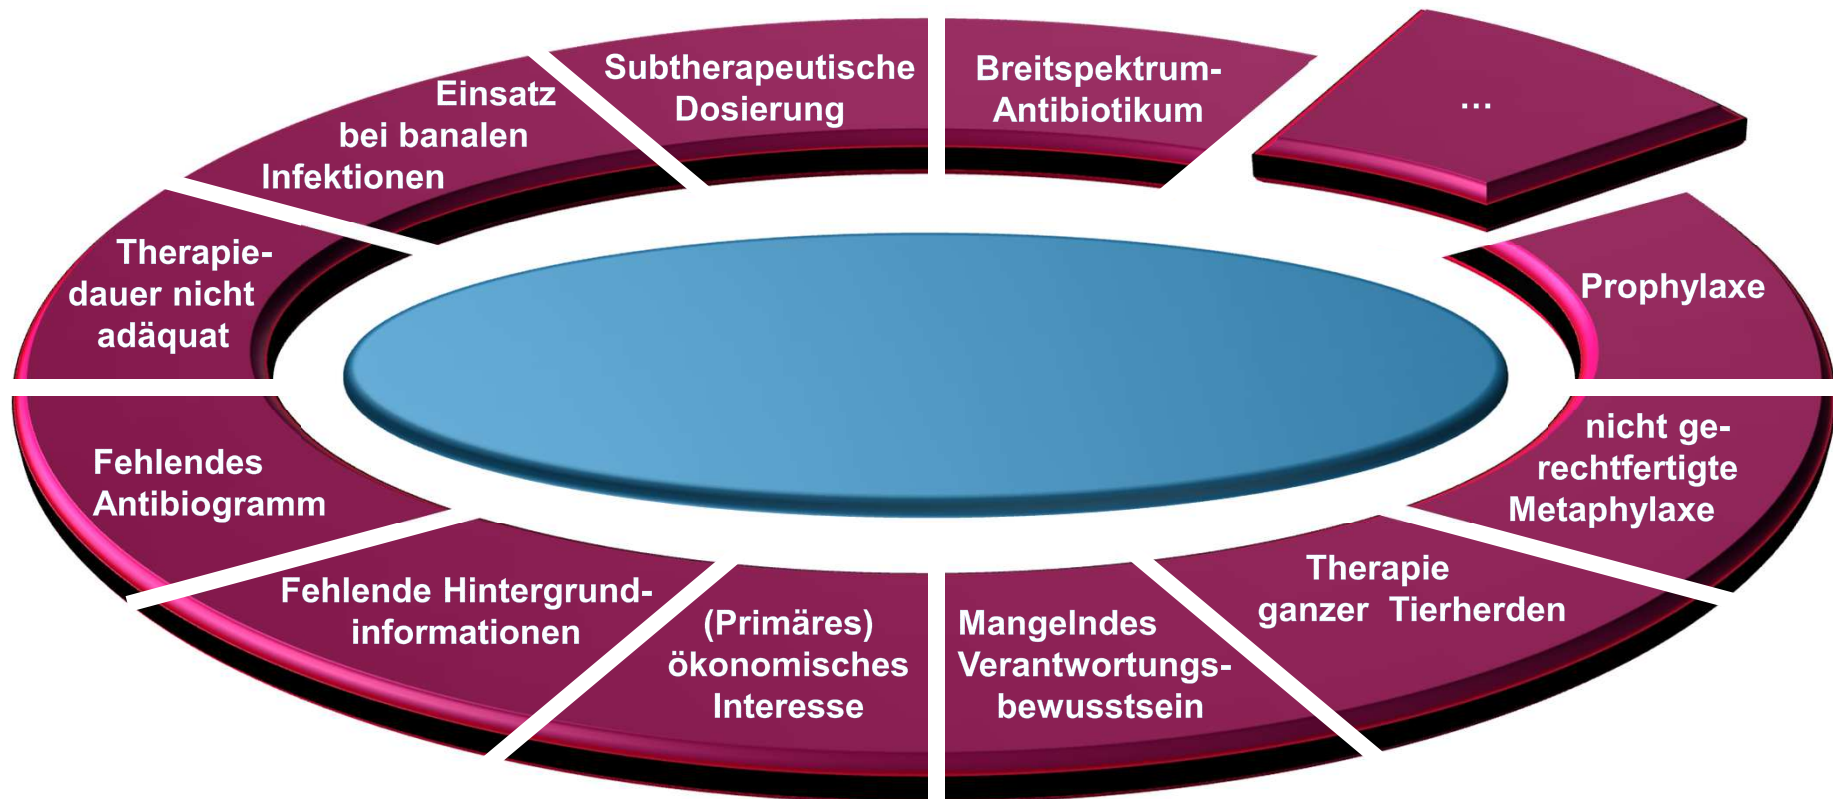 Subtherapeutische
Dosierung
Breitspektrum-
Antibiotikum
...
Prophylaxe
nicht ge-
rechtfertigte
Metaphylaxe
Therapie
ganzer Tierherden
Mangelndes
Verantwortungs-
bewusstsein
(Primäres)
ökonomisches
Interesse
Fehlende Hintergrund-
informationen
Fehlendes
Antibiogramm
Therapie-
dauer nicht
adäquat
Einsatz
bei banalen
Infektionen